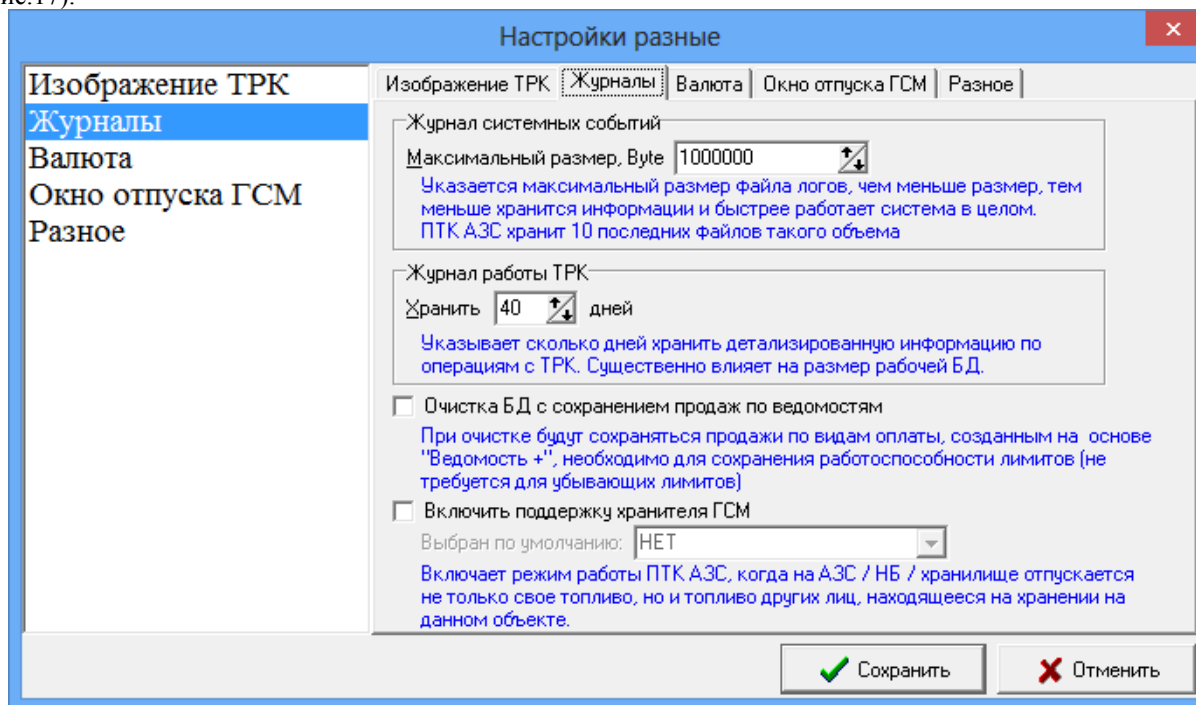 ис.17).
Настройки разные
Изображение ТРК
Журналы
Валюта
Окно отпуска ГСМ
Разное
Изображение ТРК Журналы Валюта Окно отпуска ГСМ Разное
Журнал системных событий
Максимальный размер, Byte 1000000
Указается максимальный размер файла логов, чем меньше размер, тем
меньше хранится информации и быстрее работает система в целом.
ПТК АЗС хранит 10 последних файлов такого объема
Журнал работы ТРК
Хранить 40 дней
Указывает сколько дней хранить детализированную информацию по
операциям с ТРК. Существенно влияет на размер рабочей БД.
Очистка БД с сохранением продаж по ведомостям
При очистке будут сохраняться продажи по видам оплаты, созданным на основе
"Ведомость +", необходимо для сохранения работоспособности лимитов (не
требуется для убывающих лимитов)
Включить поддержку хранителя ГСМ
Выбран по умолчанию: НЕТ
Включает режим работы ПТК АЗС, когда на АЗС / НБ / хранилище отпускается
не только свое топливо, но и топливо других лиц, находящееся на хранении на
данном объекте.
Сохранить Отменить